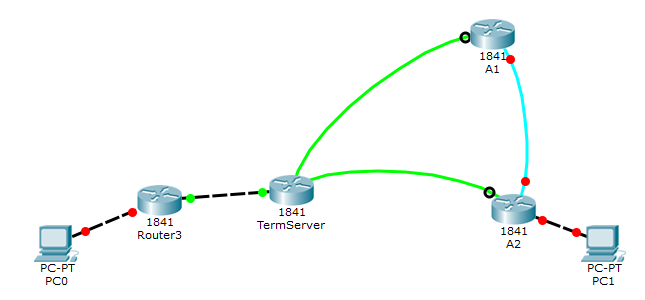 1841
A1
1841
Router3
1841
TermServer
1841
A2
PC-PT
PC0
PC-PT
PC1